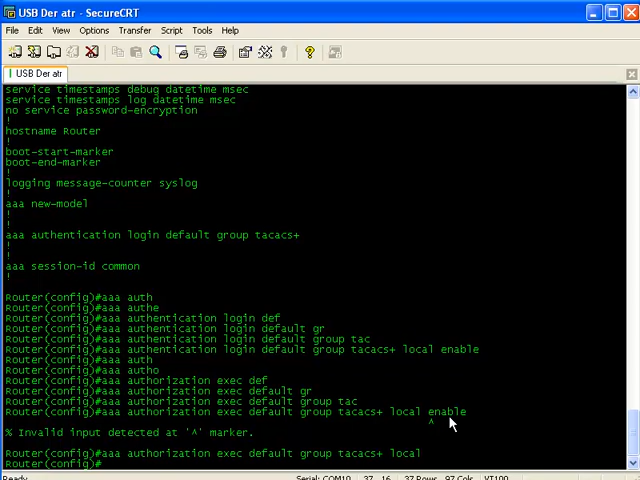 USB Der atr - SecureCRT
File Edit View Options Transfer Script Tools Help
USB Der atr
service timestamps debug datetime msec
service timestamps log datetime msec
no service password-encryption
!
hostname Router
!
boot-start-marker
boot-end-marker
!
logging message-counter syslog
!
aaa new-model
!
!
aaa authentication login default group tacacs+
!
!
aaa session-id common
!
Router(config)#aaa auth
Router(config)#aaa authe
Router(config)#aaa authentication login def
Router(config)#aaa authentication login default gr
Router(config)#aaa authentication login default group tac
Router(config)#aaa authentication login default group tacacs+ local enable
Router(config)#aaa auth
Router(config)#aaa autho
Router(config)#aaa authorization exec def
Router(config)#aaa authorization exec default gr
Router(config)#aaa authorization exec default group tac
Router(config)#aaa authorization exec default group tacacs+ local enable
^
% Invalid input detected at '^' marker.
Router(config)#aaa authorization exec default group tacacs+ local
Router(config)#
Ready Serial: COM10 37, 16 37 Rows, 97 Cols VT100